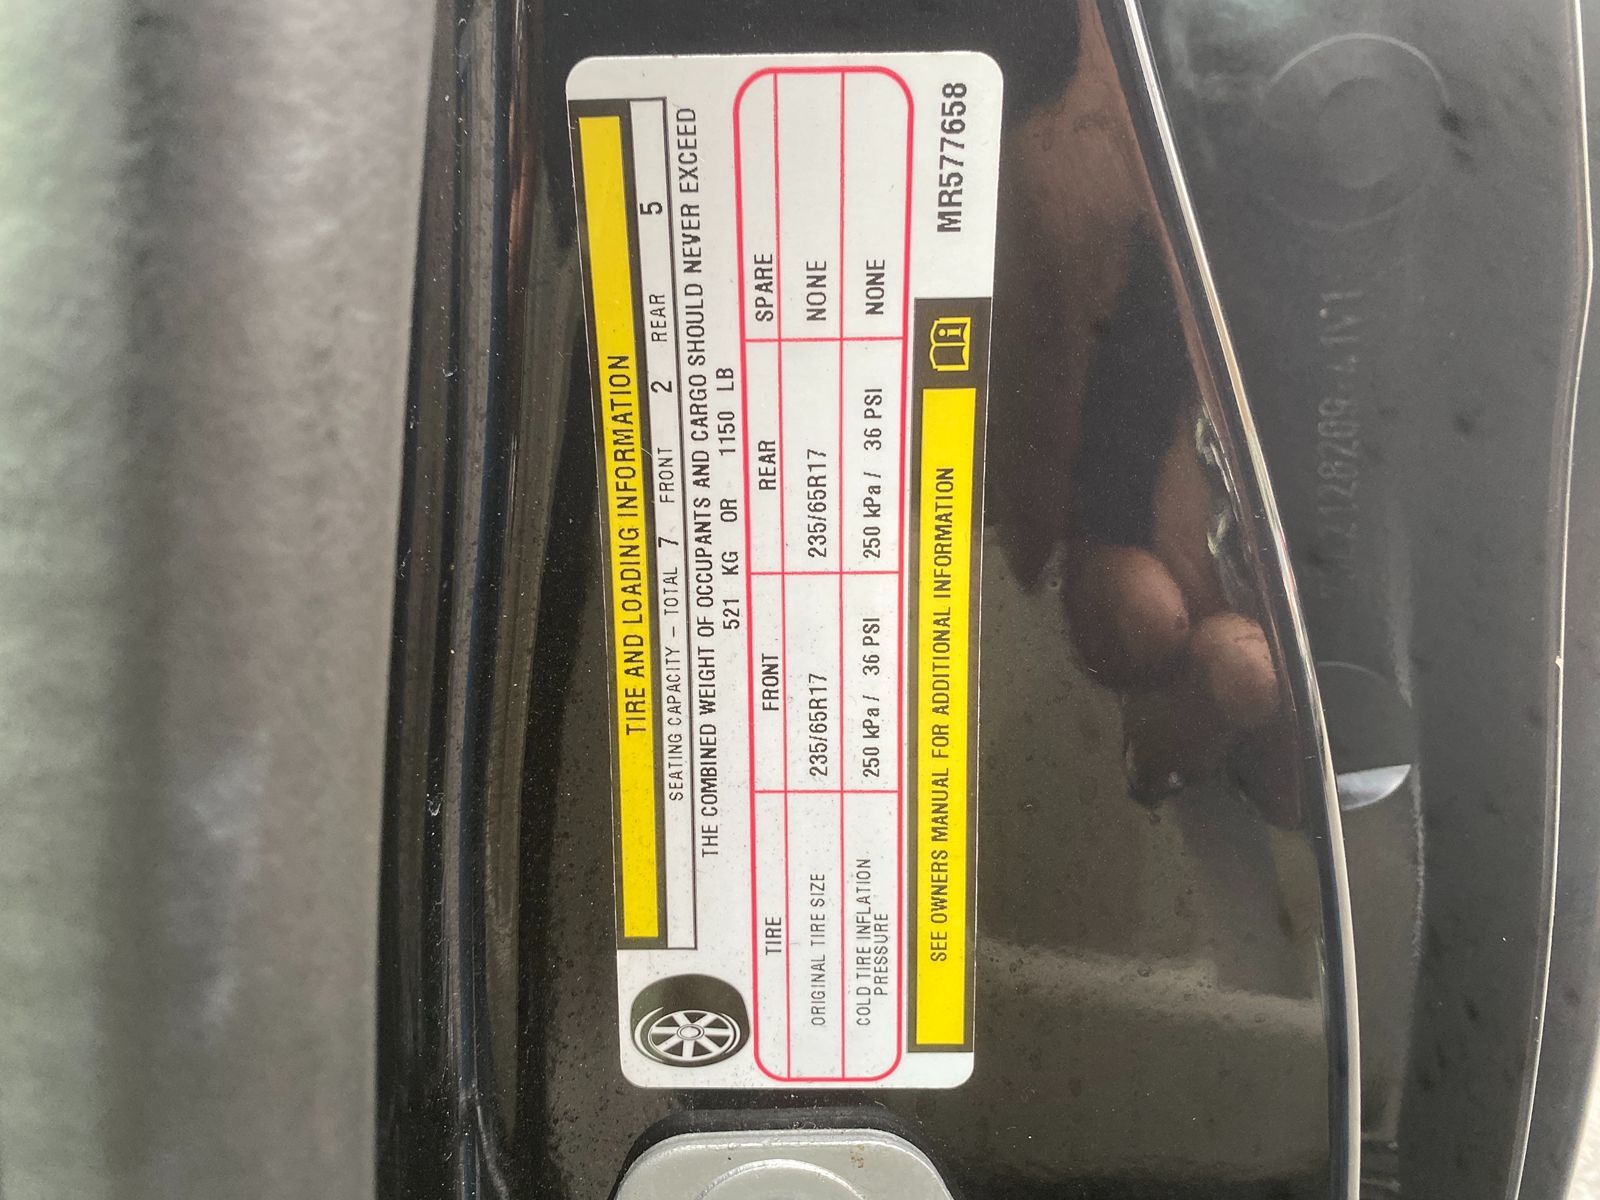 TIRE AND LOADING INFORMATION
SEATING CAPACITY – TOTAL 7 FRONT 2 REAR 5
THE COMBINED WEIGHT OF OCCUPANTS AND CARGO SHOULD NEVER EXCEED
521 KG OR 1150 LB
TIRE FRONT REAR SPARE
ORIGINAL TIRE SIZE 235/65R17 235/65R17 NONE
COLD TIRE INFLATION PRESSURE 250 kPa / 36 PSI 250 kPa / 36 PSI NONE
SEE OWNERS MANUAL FOR ADDITIONAL INFORMATION
MR577658